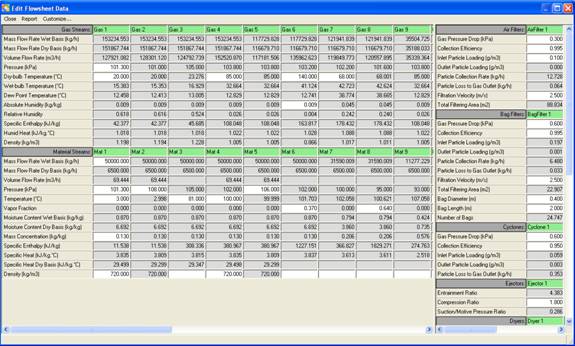 Edit Flowsheet Data
Close Report Customize...
Gas Streams Gas 1 Gas 2 Gas 3 Gas 4 Gas 5 Gas 6 Gas 7 Gas 8 Gas 9
Mass Flow Rate Wet Basis (kg/h) 153234.553 153234.553 153234.553 153234.553 117729.828 117729.828 121941.839 121941.839 35504.725
Mass Flow Rate Dry Basis (kg/h) 151867.744 151867.744 151867.744 151867.744 116679.710 116679.710 116679.710 116679.710 35188.033
Volume Flow Rate (m3/h) 127921.082 128301.120 124792.739 152520.870 117181.506 135962.623 119849.773 120957.895 35339.364
Pressure (kPa) 101.300 101.000 105.000 103.800 103.800 103.200 102.200 101.600 103.800
Dry-bulb Temperature (°C) 20.000 20.000 23.276 85.000 85.000 140.000 68.000 69.001 85.000
Wet-bulb Temperature (°C) 15.383 15.353 16.929 32.664 32.664 41.124 42.723 42.624 32.664
Dew Point Temperature (°C) 12.458 12.413 13.005 12.829 12.829 12.741 38.774 38.665 12.829
Absolute Humidity (kg/kg) 0.009 0.009 0.009 0.009 0.009 0.009 0.045 0.045 0.009
Relative Humidity 0.618 0.616 0.524 0.026 0.026 0.004 0.242 0.240 0.026
Specific Enthalpy (kJ/kg) 42.377 42.377 45.685 108.048 108.048 163.817 178.432 178.432 108.048
Humid Heat (kJ/kg.°C) 1.018 1.018 1.018 1.022 1.022 1.028 1.088 1.088 1.022
Density (kg/m3) 1.198 1.194 1.228 1.005 1.005 0.866 1.017 1.011 1.005
Material Streams Mat 1 Mat 2 Mat 3 Mat 4 Mat 5 Mat 6 Mat 7 Mat 8 Mat 9
Mass Flow Rate Wet Basis (kg/h) 50000.000 50000.000 50000.000 50000.000 50000.000 50000.000 31590.009 31590.009 11277.229
Mass Flow Rate Dry Basis (kg/h) 6500.000 6500.000 6500.000 6500.000 6500.000 6500.000 6500.000 6500.000 6500.000
Volume Flow Rate (m3/h) 69.444 69.444 69.444 69.444
Pressure (kPa) 101.300 108.000 105.000 102.000 106.000 102.000 100.000 95.000 93.000
Temperature (°C) 3.000 2.998 81.000 100.000 99.999 101.703 102.058 100.621 107.058
Vapor Fraction 0.000 0.000 0.000 0.000 0.000 0.370 0.000 0.640 0.000
Moisture Content Wet Basis (kg/kg) 0.870 0.870 0.870 0.870 0.870 0.870 0.794 0.794 0.424
Moisture Content Dry Basis (kg/kg) 6.692 6.692 6.692 6.692 6.692 6.692 3.860 3.860 0.735
Mass Concentration (kg/kg) 0.130 0.130 0.130 0.130 0.130 0.130 0.206 0.206 0.576
Specific Enthalpy (kJ/kg) 11.538 11.538 308.336 380.967 380.967 1227.151 366.827 1829.271 274.763
Specific Heat (kJ/kg.°C) 3.835 3.809 3.815 3.839 3.837 3.613 3.611 2.518
Specific Heat Dry Basis (kJ/kg.°C) 29.499 29.299 29.347 29.498 29.500
Density (kg/m3) 720.000 720.000 720.000 720.000
Air Filters AirFilter 1
Gas Pressure Drop (kPa) 0.300
Collection Efficiency 0.995
Inlet Particle Loading (g/m3) 0.100
Outlet Particle Loading (g/m3) 0.000
Particle Collection Rate (kg/h) 12.728
Particle Loss to Gas Outlet (kg/h) 0.064
Filtration Velocity (m/s) 2.500
Total Filtering Area (m2) 99.834
Bag Filters BagFilter 1
Gas Pressure Drop (kPa) 0.600
Collection Efficiency 0.995
Inlet Particle Loading (g/m3) 0.197
Outlet Particle Loading (g/m3) 0.001
Particle Collection Rate (kg/h) 6.480
Particle Loss to Gas Outlet (kg/h) 0.033
Filtration Velocity (m/s) 2.500
Total Filtering Area (m2) 22.907
Bag Diameter (m) 0.400
Bag Length (m) 2.000
Number of Bags 24.747
Cyclones Cyclone 1
Gas Pressure Drop (kPa) 0.600
Collection Efficiency 0.950
Inlet Particle Loading (g/m3) 0.059
Outlet Particle Loading (g/m3) 0.003
Particle Loss to Gas Outlet (kg/h) 0.353
Ejectors Ejector 1
Entrainment Ratio 4.383
Compression Ratio 1.800
Suction/Motive Pressure Ratio 0.286
Dryers Dryer 1